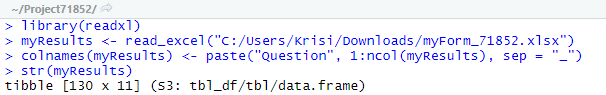 ~/Project71852/
> library(readxl)
> myResults <- read_excel("C:/Users/Krisi/Downloads/myForm_71852.xlsx")
> colnames(myResults) <- paste("Question", 1:ncol(myResults), sep = "_")
> str(myResults)
tibble [130 x 11] (S3: tbl_df/tbl/data.frame)